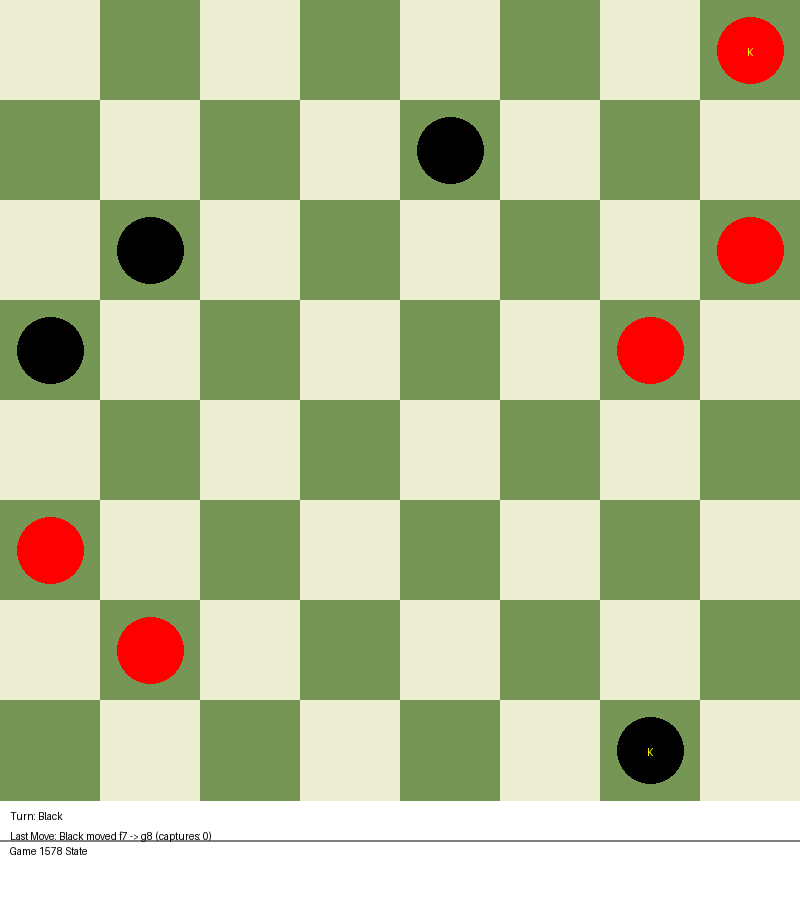 K
K
Turn: Black
Last Move: Black moved f7 -> g8 (captures: 0)
Game 1578 State